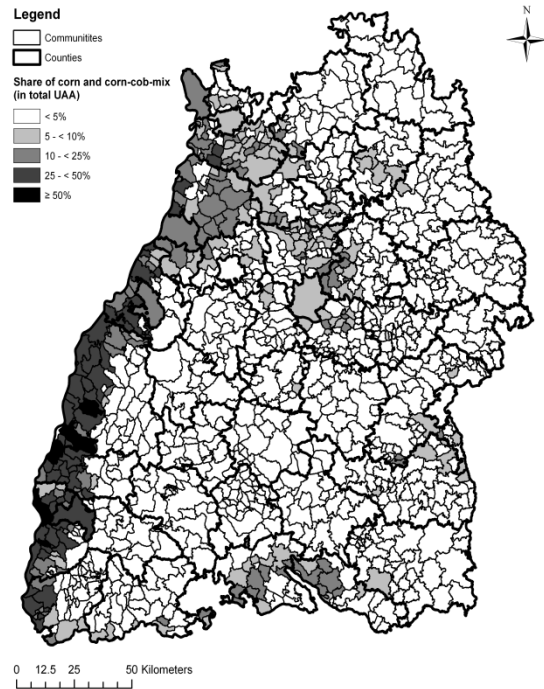 Legend
N
Communitites
Counties
Share of corn and corn-cob-mix
(in total UAA)
< 5%
5 - < 10%
10 - < 25%
25 - < 50%
≥ 50%
0 12.5 25 50 Kilometers